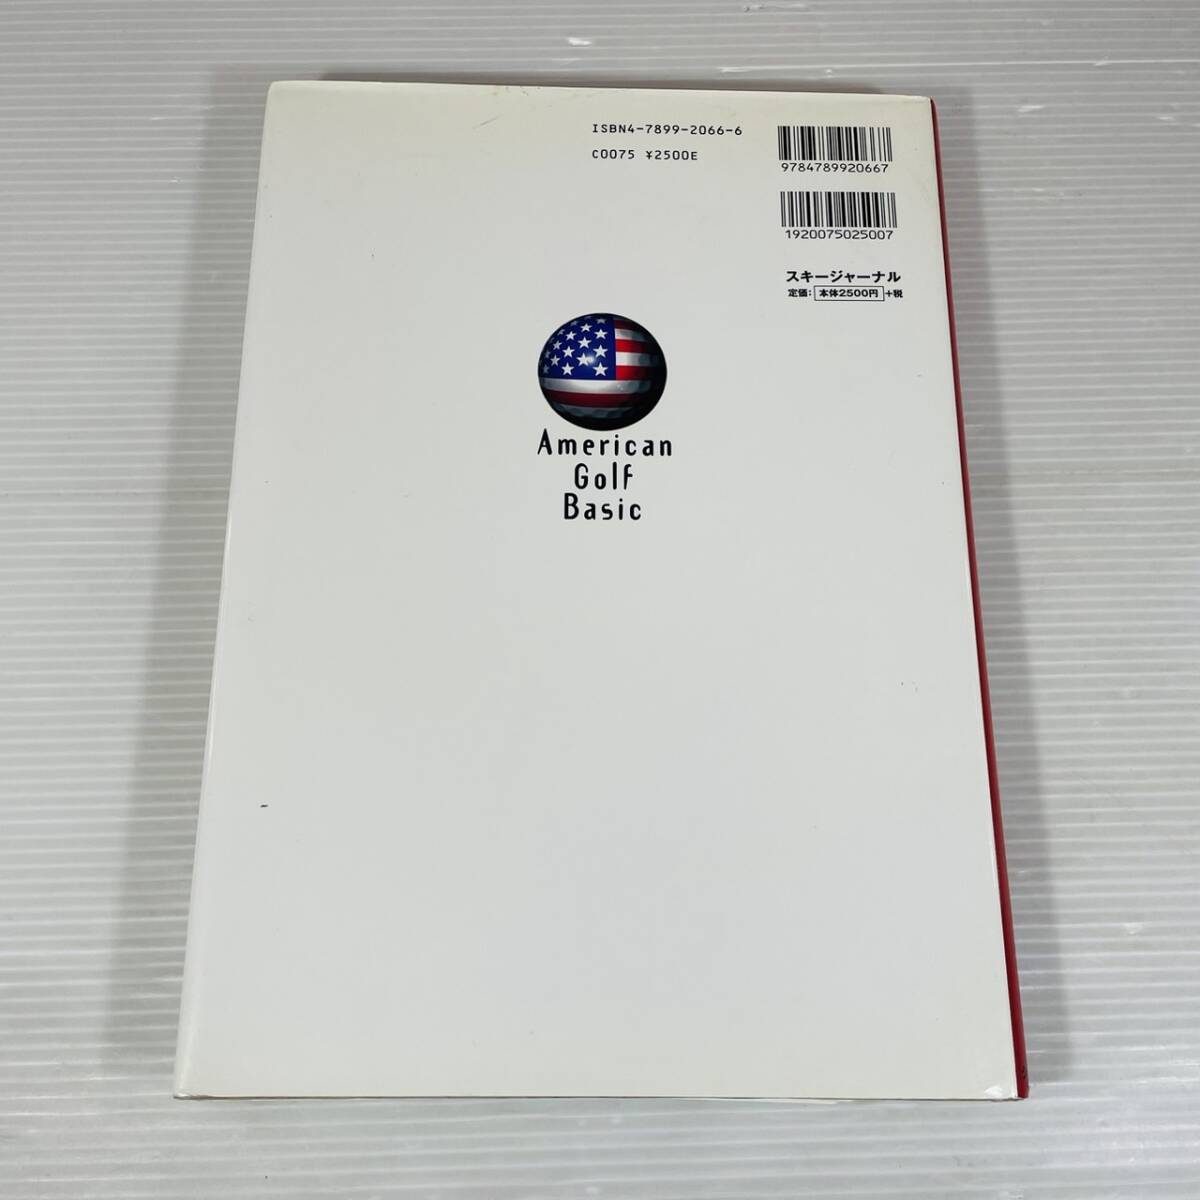 ISBN4-7899-2066-6
C0075 ¥2500E
9784789920667
1920075025007
スキージャーナル
定価: 本体2500円 +税
American
Golf
Basic